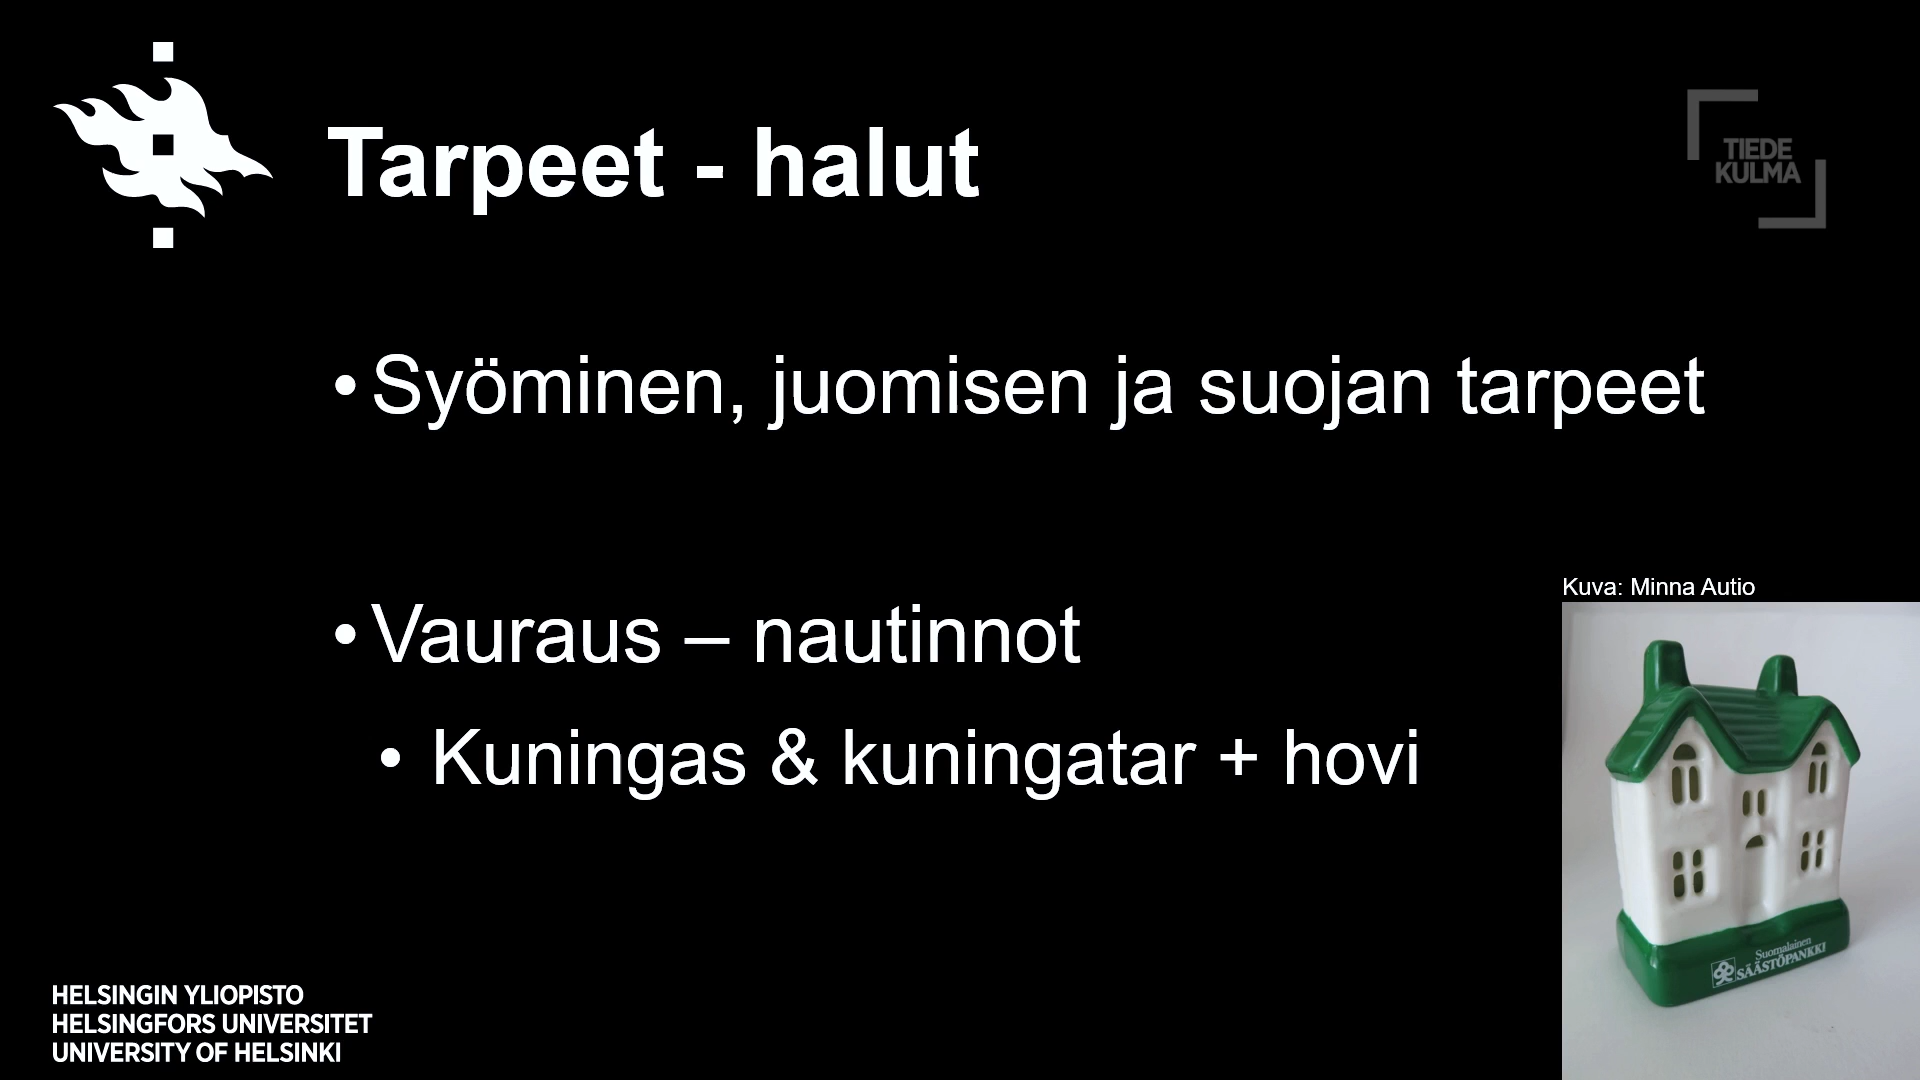 Tarpeet - halut
TIEDE
KULMA
• Syöminen, juomisen ja suojan tarpeet
• Vauraus – nautinnot
• Kuningas & kuningatar + hovi
Kuva: Minna Autio
Suomalainen
SÄÄSTÖPANKKI
HELSINGIN YLIOPISTO
HELSINGFORS UNIVERSITET
UNIVERSITY OF HELSINKI